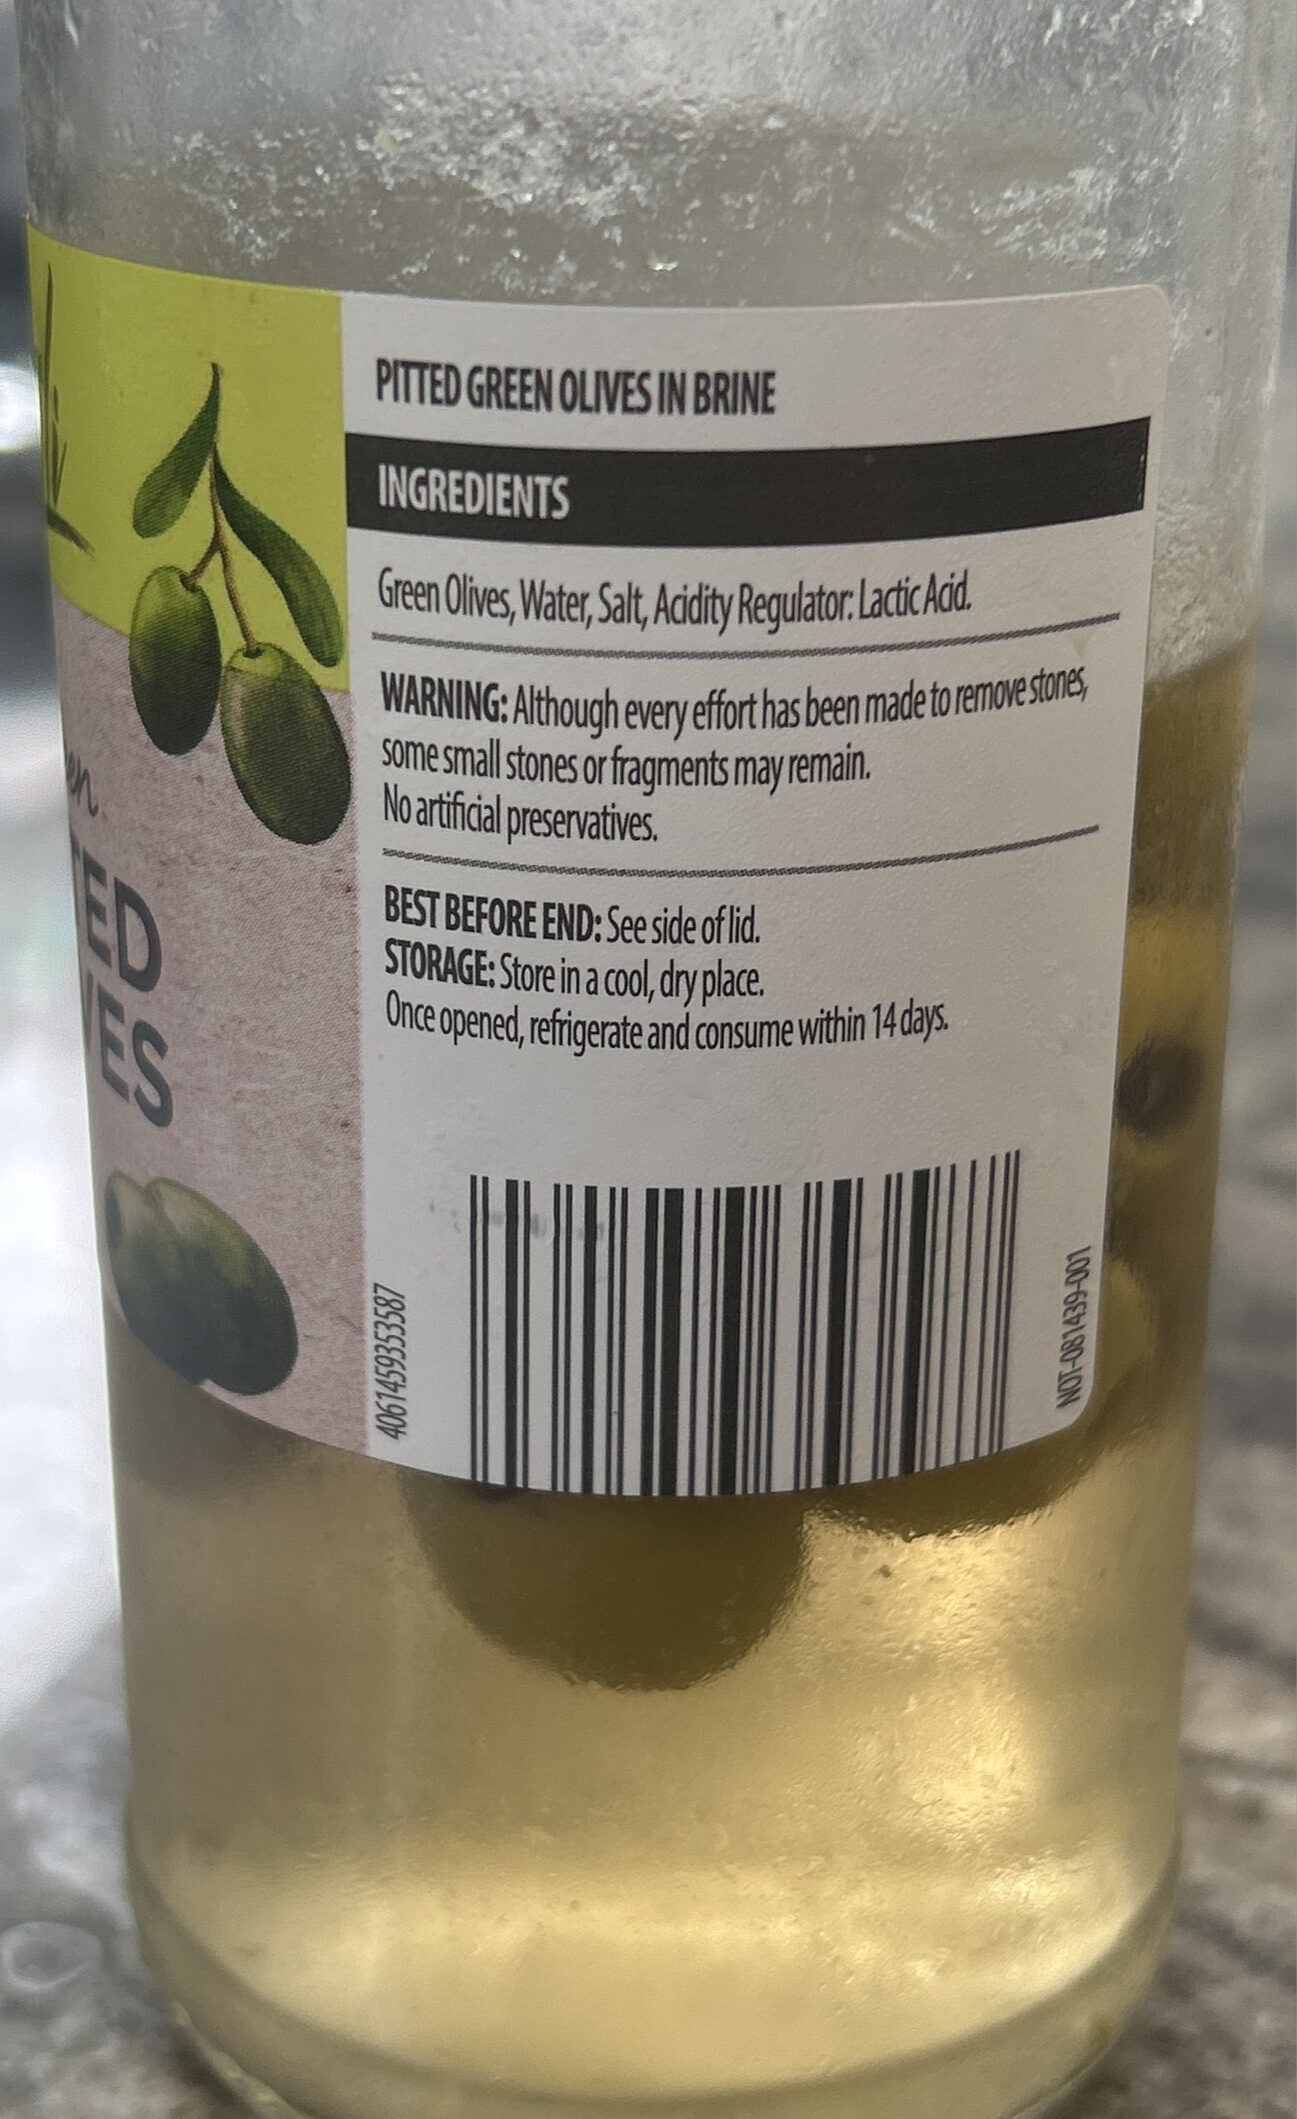 PITTED GREEN OLIVES IN BRINE
INGREDIENTS
Green Olives, Water, Salt, Acidity Regulator: Lactic Acid.
WARNING: Although every effort has been made to remove stones,
some small stones or fragments may remain.
No artificial preservatives.
BEST BEFORE END: See side of lid.
STORAGE: Store in a cool, dry place.
Once opened, refrigerate and consume within 14 days.
4061459353587
NOT-081439-001
en
TED
VES